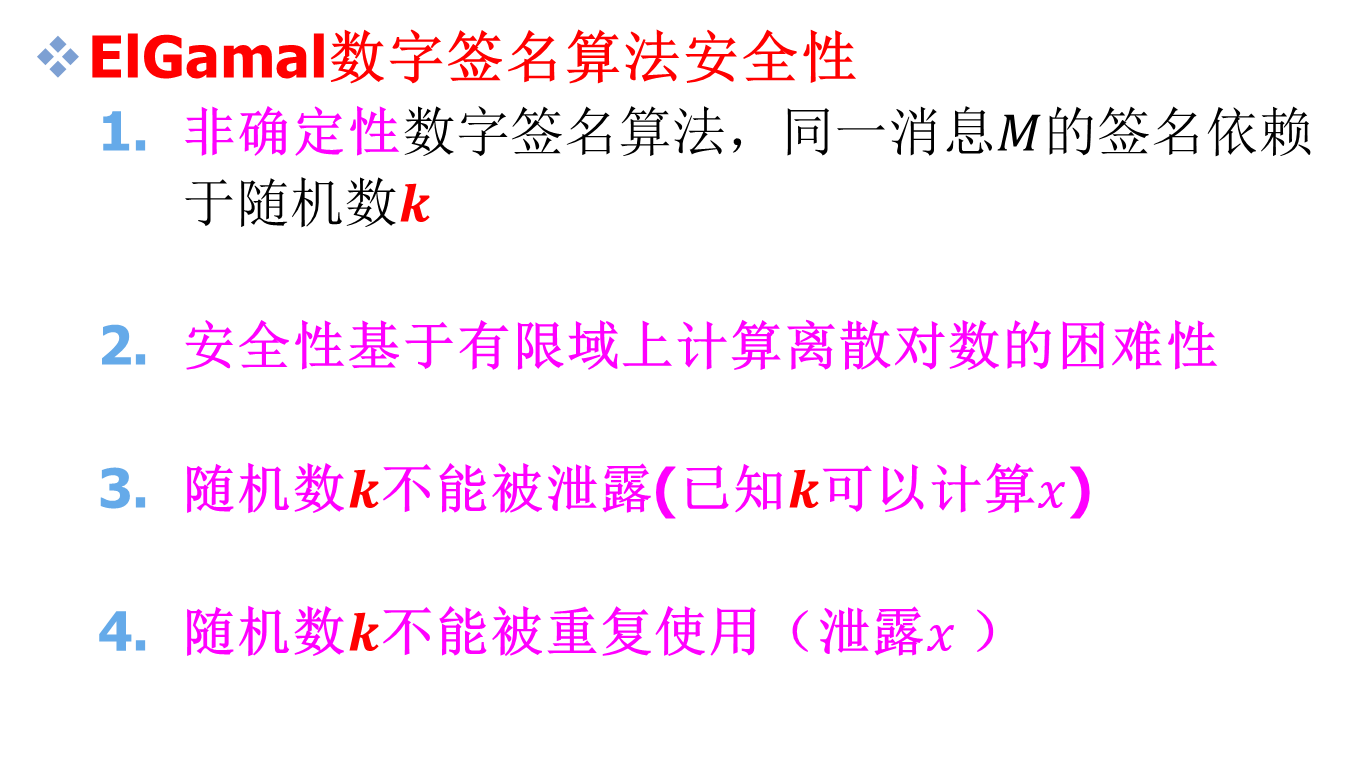 ❖ElGamal数字签名算法安全性
1. 非确定性数字签名算法，同一消息𝑀的签名依赖
于随机数𝒌
2. 安全性基于有限域上计算离散对数的困难性
3. 随机数𝒌不能被泄露(已知𝒌可以计算𝑥)
4. 随机数𝒌不能被重复使用（泄露𝑥 ）